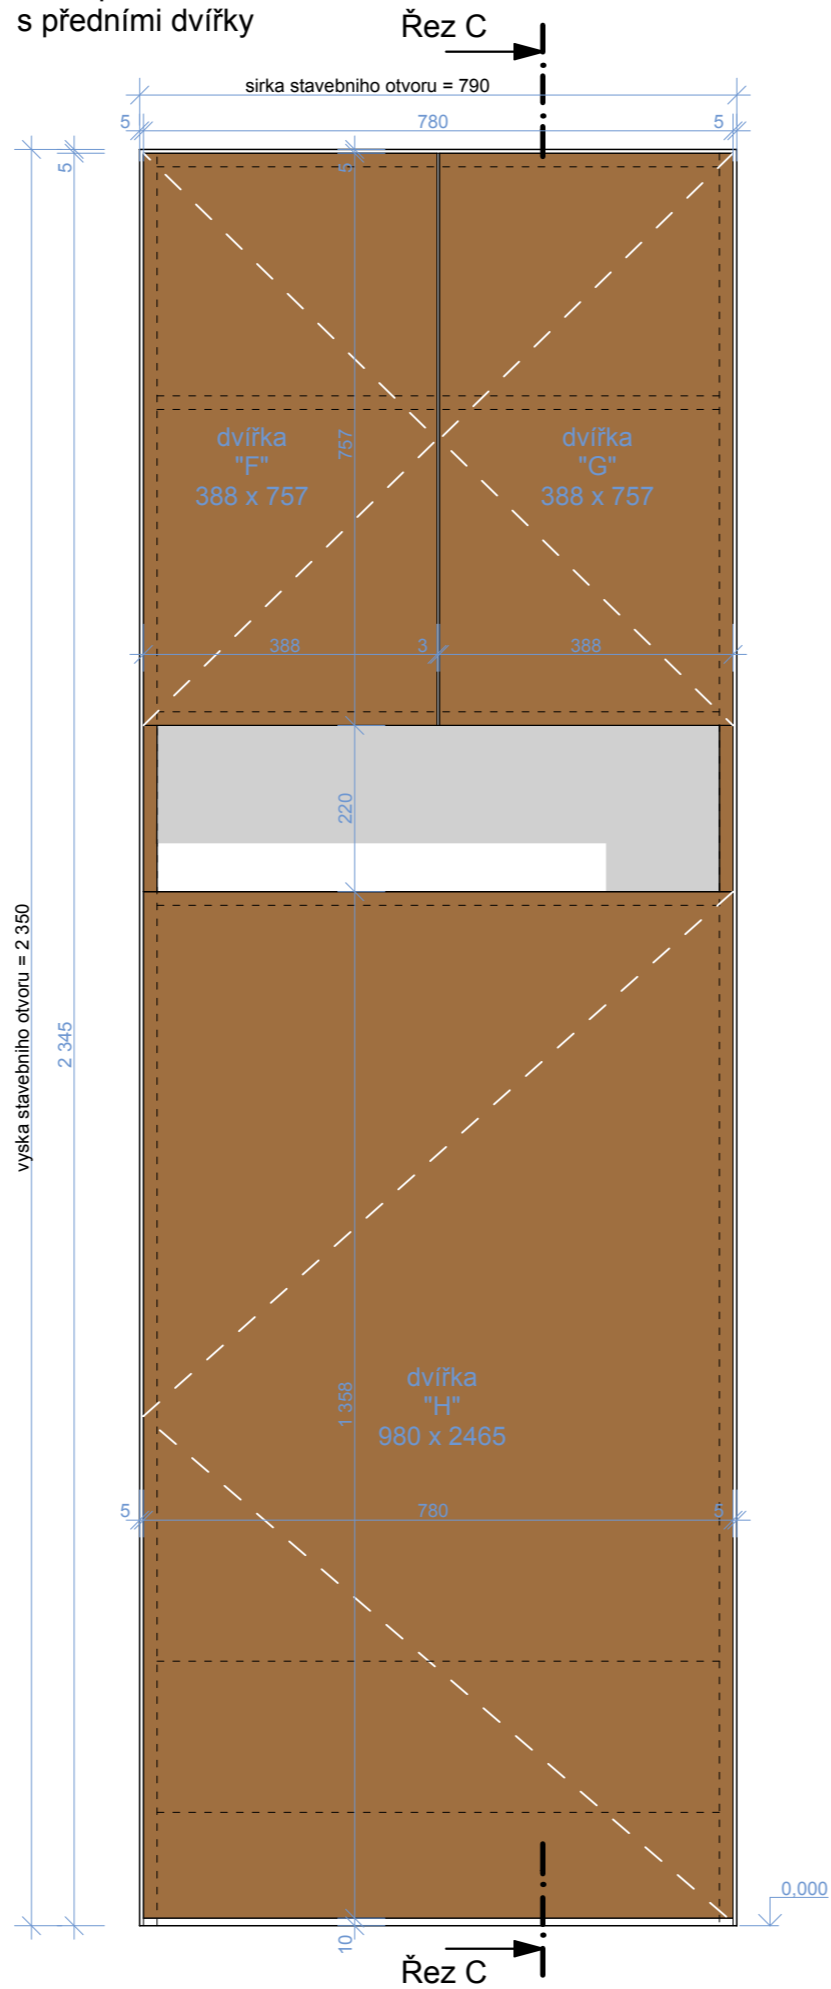 s předními dvířky
Řez C
sirka stavebniho otvoru = 790
5 780 5
5
5
dvířka
"F"
388 x 757
757
dvířka
"G"
388 x 757
388 3 388
220
vyska stavebniho otvoru = 2 350
2 345
dvířka
"H"
980 x 2465
1 358
5 780 5
0,000
10
Řez C